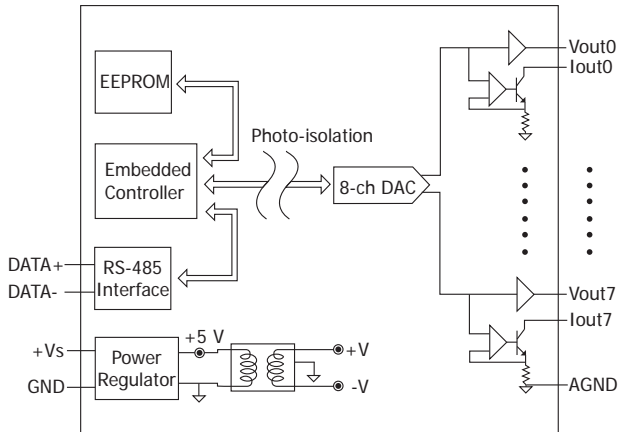 EEPROM
Photo-isolation
Embedded
Controller
8-ch DAC
Vout0
Iout0
DATA+
DATA-
RS-485
Interface
Vout7
Iout7
AGND
+Vs
GND
Power
Regulator
+5 V
+V
-V